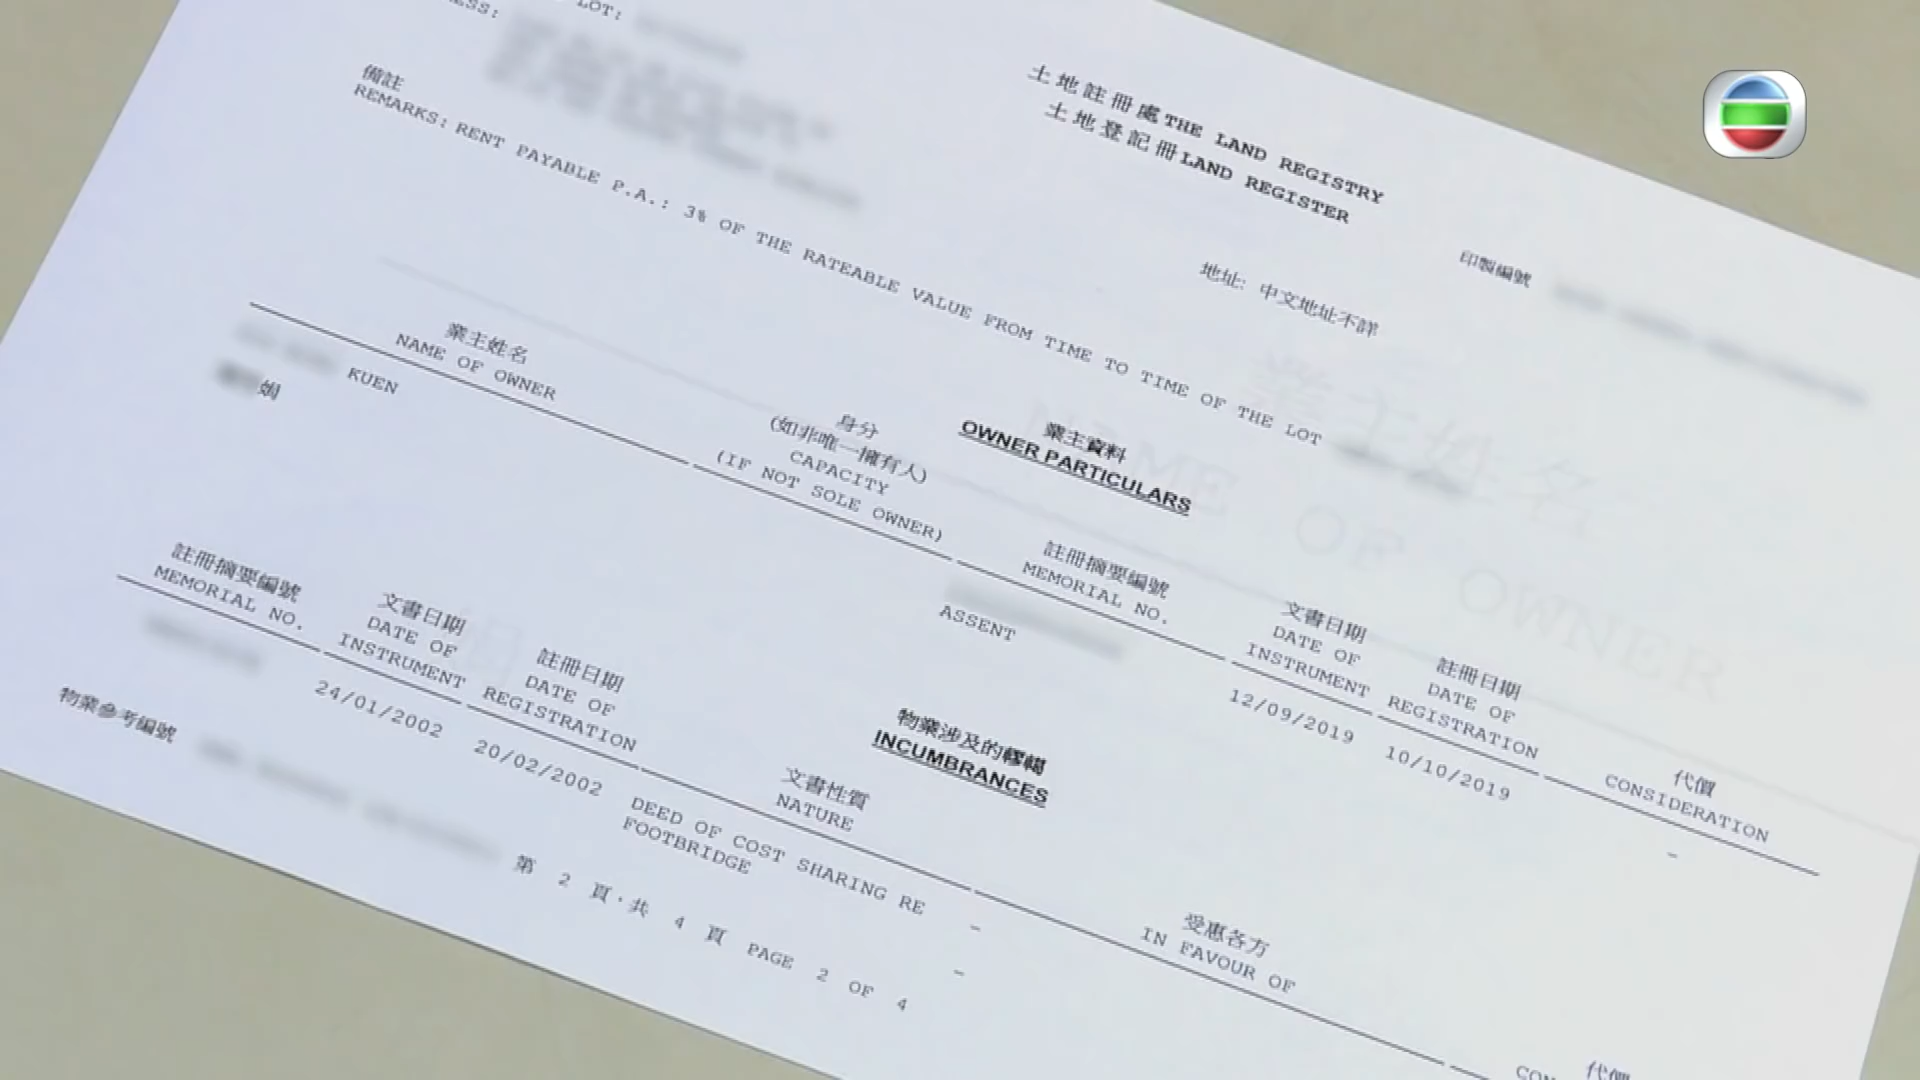 LOT:
土地註冊處 THE LAND REGISTRY
土地登記冊 LAND REGISTER
印製編號
備註
REMARKS: RENT PAYABLE P.A.: 3% OF THE RATEABLE VALUE FROM TIME TO TIME OF THE LOT
地址: 中文地址不詳
業主資料
OWNER PARTICULARS
業主姓名
NAME OF OWNER
身分
(如非唯一擁有人)
CAPACITY
(IF NOT SOLE OWNER)
註冊摘要編號
MEMORIAL NO.
文書日期
DATE OF
INSTRUMENT
註冊日期
DATE OF
REGISTRATION
代價
CONSIDERATION
KUEN
ASSENT
12/09/2019
10/10/2019
-
物業涉及的轇轕
INCUMBRANCES
註冊摘要編號
MEMORIAL NO.
文書日期
DATE OF
INSTRUMENT
註冊日期
DATE OF
REGISTRATION
文書性質
NATURE
受惠各方
IN FAVOUR OF
代價
24/01/2002
20/02/2002
DEED OF COST SHARING RE
FOOTBRIDGE
-
-
物業參考編號
第 2 頁，共 4 頁 PAGE 2 OF 4
業主姓名
NAME OF OWNER